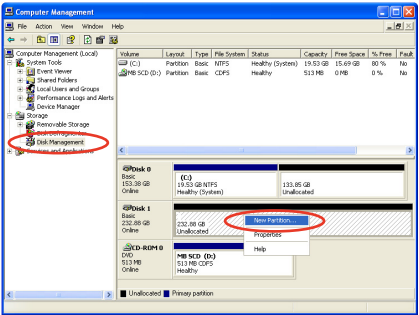 Computer Management
File Action View Window Help
Computer Management (Local)
System Tools
Event Viewer
Shared Folders
Local Users and Groups
Performance Logs and Alerts
Device Manager
Storage
Removable Storage
Disk Defragmenter
Disk Management
Services and Applications
Volume Layout Type File System Status Capacity Free Space % Free Fault
(C:) Partition Basic NTFS Healthy (System) 19.53 GB 15.69 GB 80 % No
MB SCD (D:) Partition Basic CDFS Healthy 513 MB 0 MB 0 % No
Disk 0
Basic
153.38 GB
Online
(C:)
19.53 GB NTFS
Healthy (System)
133.85 GB
Unallocated
Disk 1
Basic
232.88 GB
Online
232.88 GB
Unallocated
New Partition...
Properties
Help
CD-ROM 0
DVD
513 MB
Online
MB SCD (D:)
513 MB CDFS
Healthy
Unallocated Primary partition